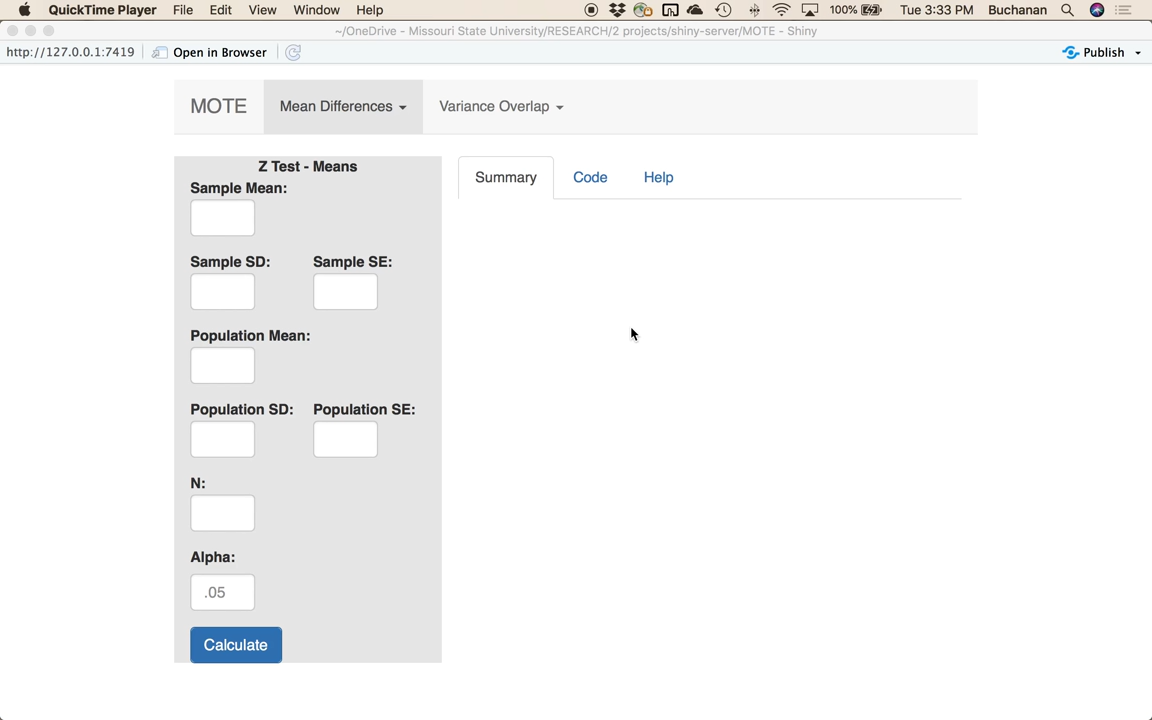 QuickTime Player File Edit View Window Help 100% Tue 3:33 PM Buchanan
~/OneDrive - Missouri State University/RESEARCH/2 projects/shiny-server/MOTE - Shiny
http://127.0.0.1:7419 Open in Browser Publish
MOTE Mean Differences Variance Overlap
Z Test - Means
Summary Code Help
Sample Mean:
Sample SD: Sample SE:
Population Mean:
Population SD: Population SE:
N:
Alpha:
.05
Calculate